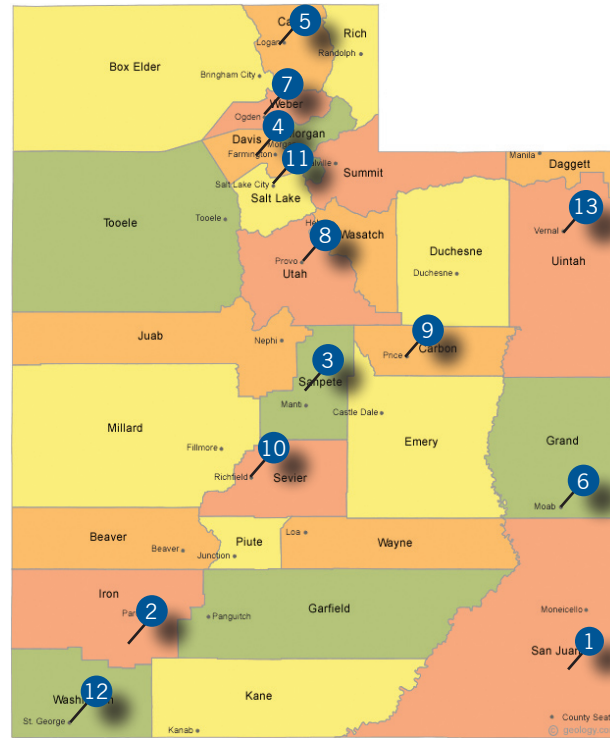 5
Rich
Logan
Randolph
Box Elder
Bringham City
7
Weber
Ogden
4
Davis
Farmington
11
Manila
Daggett
Summit
Salt Lake City
Salt Lake
13
Tooele
Tooele
8
Wasatch
Vernal
Uintah
Duchesne
Duchesne
Provo
Utah
9
Carbon
Price
Juab
Nephi
3
Sanpete
Manti
Castle Dale
Millard
Emery
Grand
Fillmore
10
Richfield
Sevier
6
Moab
Beaver
Beaver
Piute
Junction
Loa
Wayne
Iron
2
Panguitch
Garfield
Monticello
1
San Juan
12
St. George
Kane
Kanab
County Seat